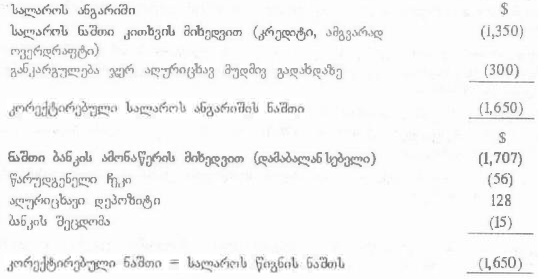 სალაროს ანგარიში $
სალაროს ნაშთი კითხვის მიხედვით (კრედიტი, ამგვარად (1,350)
ოვერდრაფტი)
განკარგულება ჯერ აღურიცხავ მუდმივ გადახდაზე (300)
კორექტირებული სალაროს ანგარიშის ნაშთი (1,650)
$
ნაშთი ბანკის ამონაწერის მიხედვით (დამაბალანსებელი) (1,707)
წარუდგენელი ჩეკი (56)
აღურიცხავი დეპოზიტი 128
ბანკის შეცდომა (15)
კორექტირებული ნაშთი = სალაროს წიგნის ნაშთს (1,650)